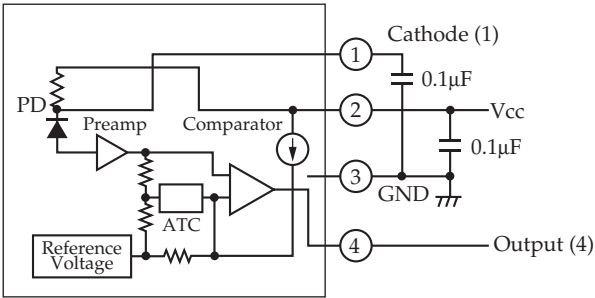 Cathode (1)
1
0.1µF
PD
Preamp
Comparator
2
Vcc
0.1µF
3
GND
ATC
Reference
Voltage
4
Output (4)